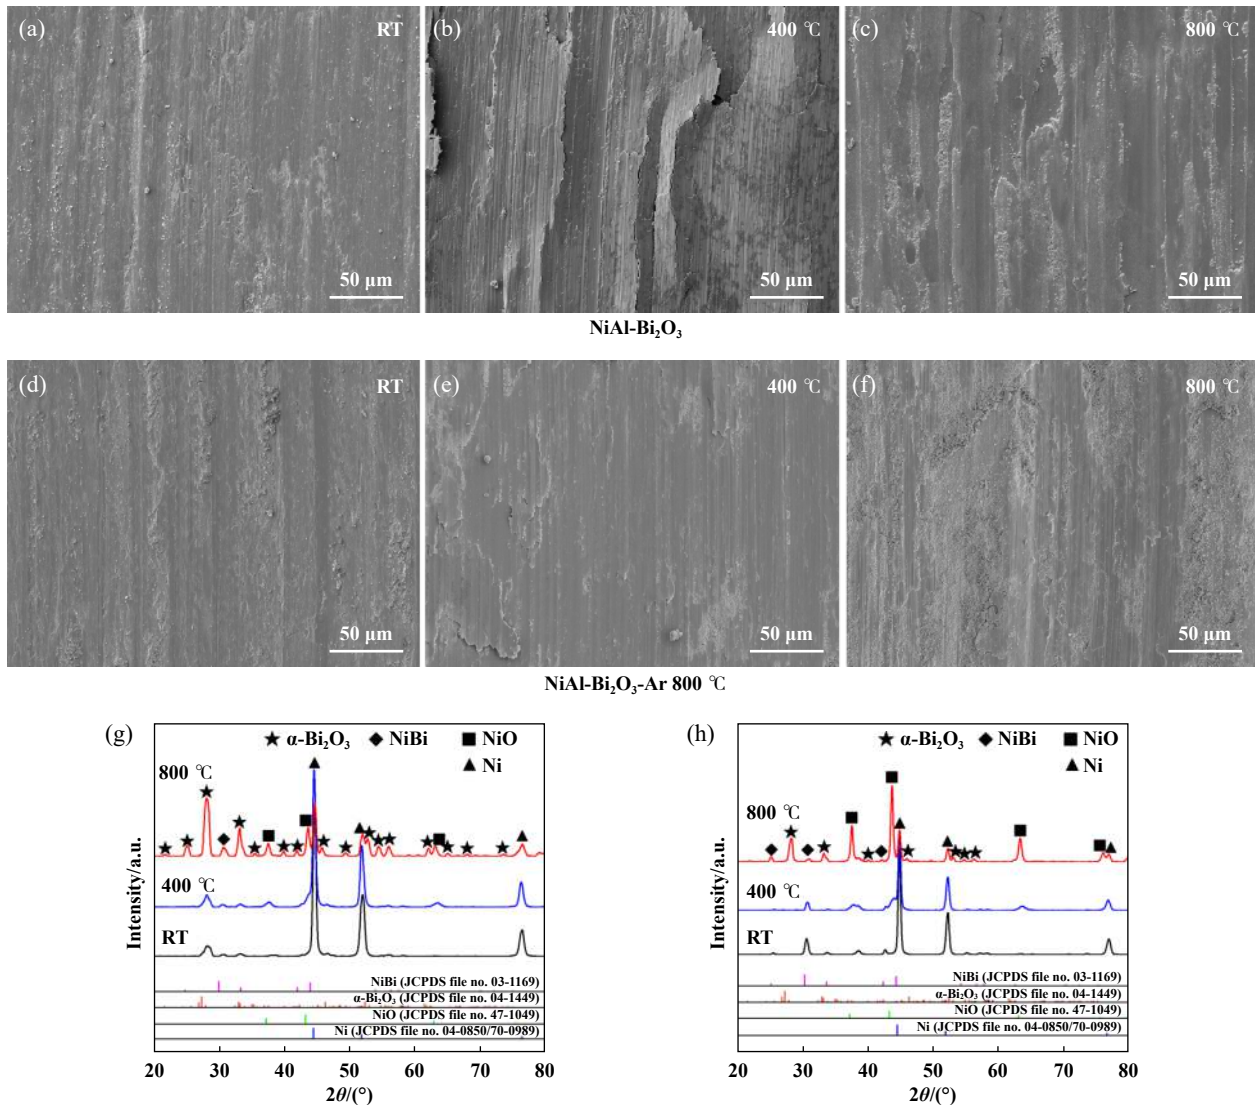 (a) RT
50 μm
(b) 400 ℃
50 μm
(c) 800 ℃
50 μm
NiAl-Bi₂O₃
(d) RT
50 μm
(e) 400 ℃
50 μm
(f) 800 ℃
50 μm
NiAl-Bi₂O₃-Ar 800 ℃
(g)
★ α-Bi₂O₃ ◆ NiBi ■ NiO
▲ Ni
800 ℃
400 ℃
RT
NiBi (JCPDS file no. 03-1169)
α-Bi₂O₃ (JCPDS file no. 04-1449)
NiO (JCPDS file no. 47-1049)
Ni (JCPDS file no. 04-0850/70-0989)
Intensity/a.u.
20 30 40 50 60 70 80
2θ/(°)
(h)
★ α-Bi₂O₃ ◆ NiBi ■ NiO
▲ Ni
800 ℃
400 ℃
RT
NiBi (JCPDS file no. 03-1169)
α-Bi₂O₃ (JCPDS file no. 04-1449)
NiO (JCPDS file no. 47-1049)
Ni (JCPDS file no. 04-0850/70-0989)
Intensity/a.u.
20 30 40 50 60 70 80
2θ/(°)